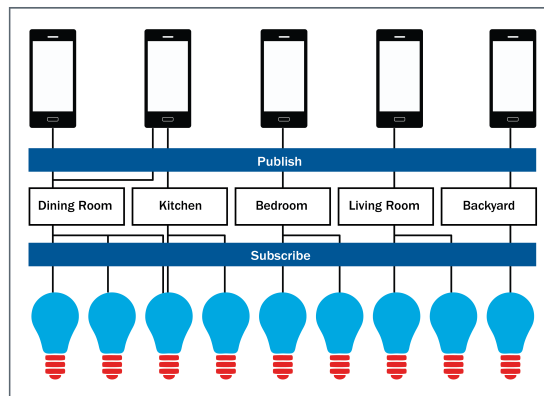 Publish
Dining Room
Kitchen
Bedroom
Living Room
Backyard
Subscribe